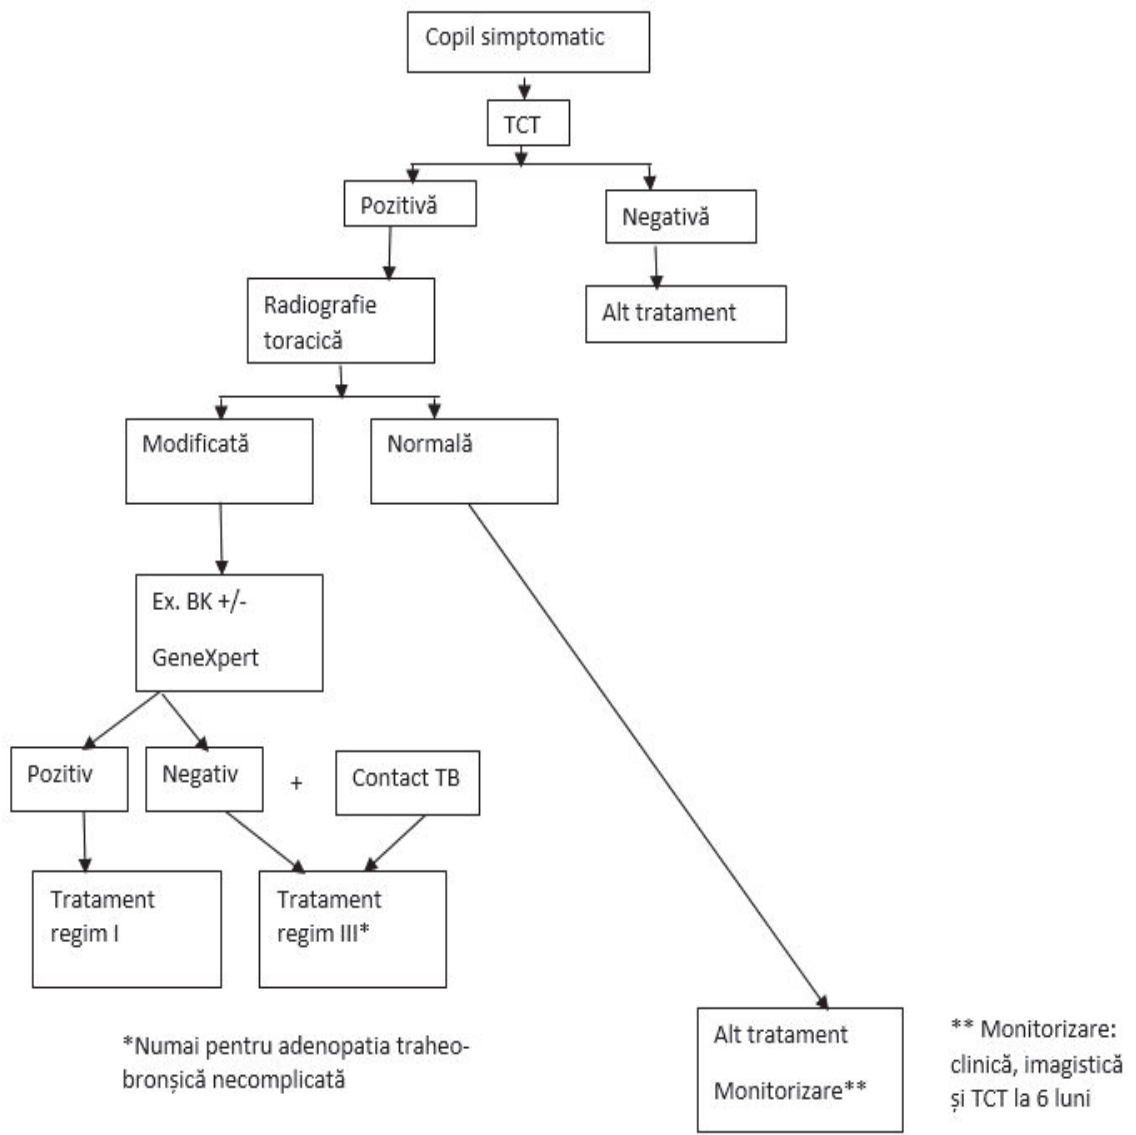 Copil simptomatic
TCT
Pozitivă
Negativă
Radiografie
toracică
Alt tratament
Modificată
Normală
Ex. BK +/-
GeneXpert
Pozitiv
Negativ
+
Contact TB
Tratament
regim I
Tratament
regim III*
*Numai pentru adenopatia traheo-
bronșică necomplicată
Alt tratament
Monitorizare**
** Monitorizare:
clinică, imagistică
și TCT la 6 luni